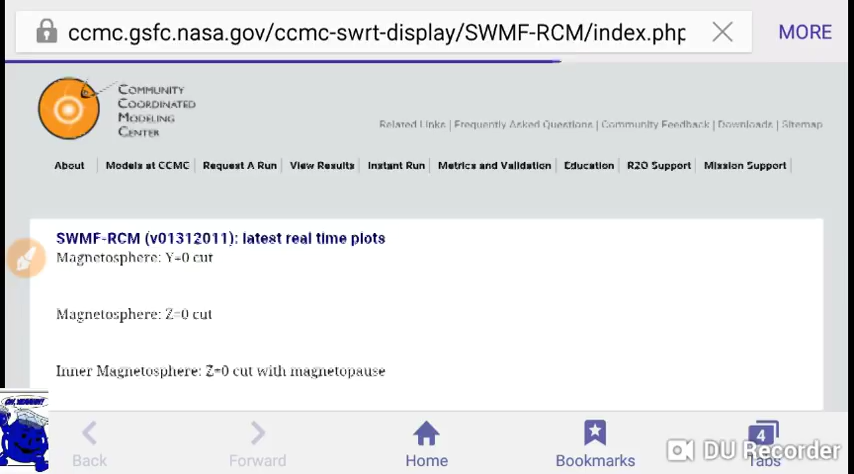 ccmc.gsfc.nasa.gov/ccmc-swrt-display/SWMF-RCM/index.php
MORE
COMMUNITY
COORDINATED
MODELING
CENTER
Related Links | Frequently Asked Questions | Community Feedback | Downloads | Sitemap
About | Models at CCMC | Request A Run | View Results | Instant Run | Metrics and Validation | Education | R2O Support | Mission Support |
SWMF-RCM (v01312011): latest real time plots
Magnetosphere: Y=0 cut
Magnetosphere: Z=0 cut
Inner Magnetosphere: Z=0 cut with magnetopause
OH, YEAHHH!
4
DU Recorder
Back
Forward
Home
Bookmarks
Tabs